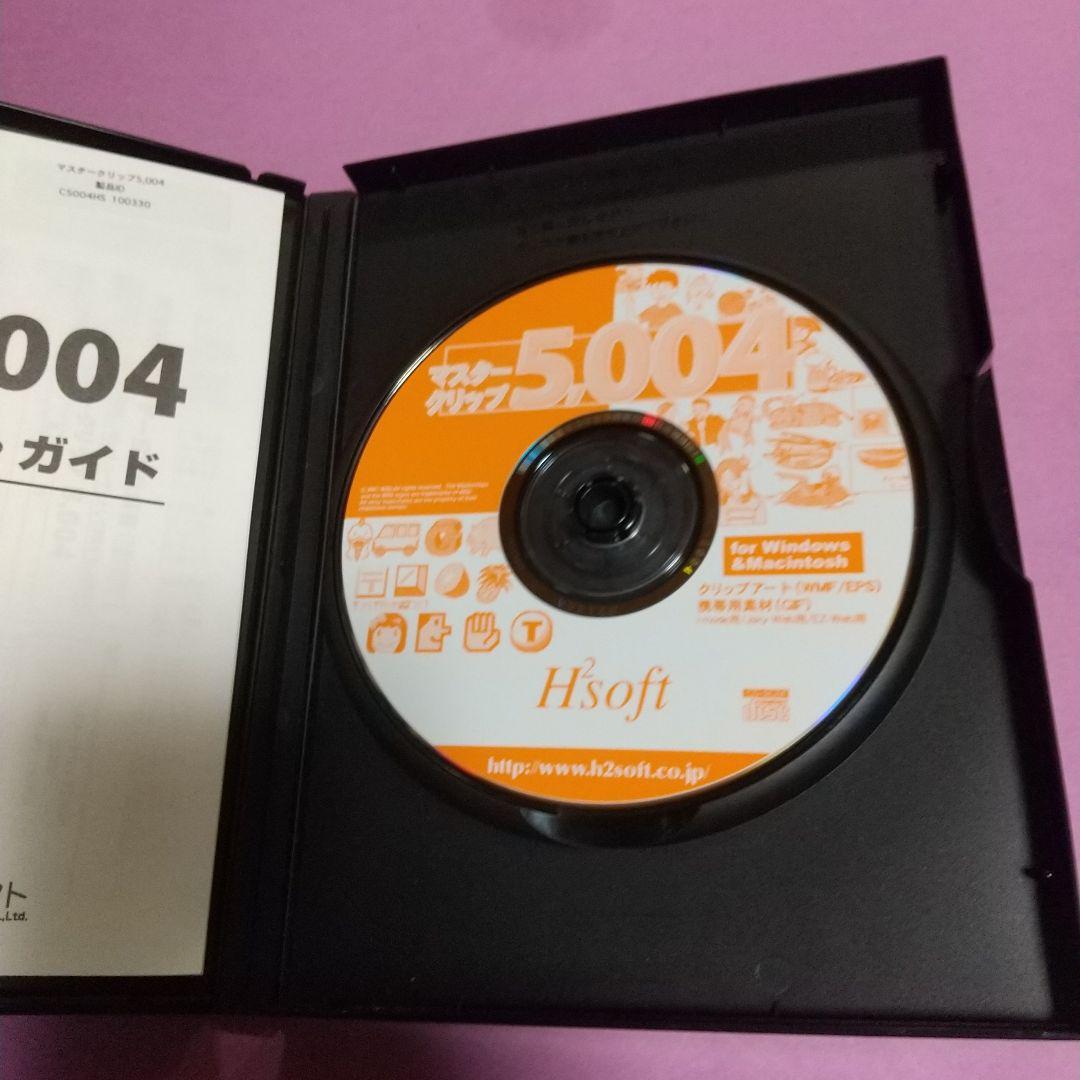 マスタークリップ5,004
製品ID
C5004HS 100330
004
ガイド
.,Ltd.
マスター
クリップ
5,004
for Windows
&Macintosh
クリップアート(WMF/EPS)
携帯用素材(GIF)
T
H²soft
http://www.h2soft.co.jp/